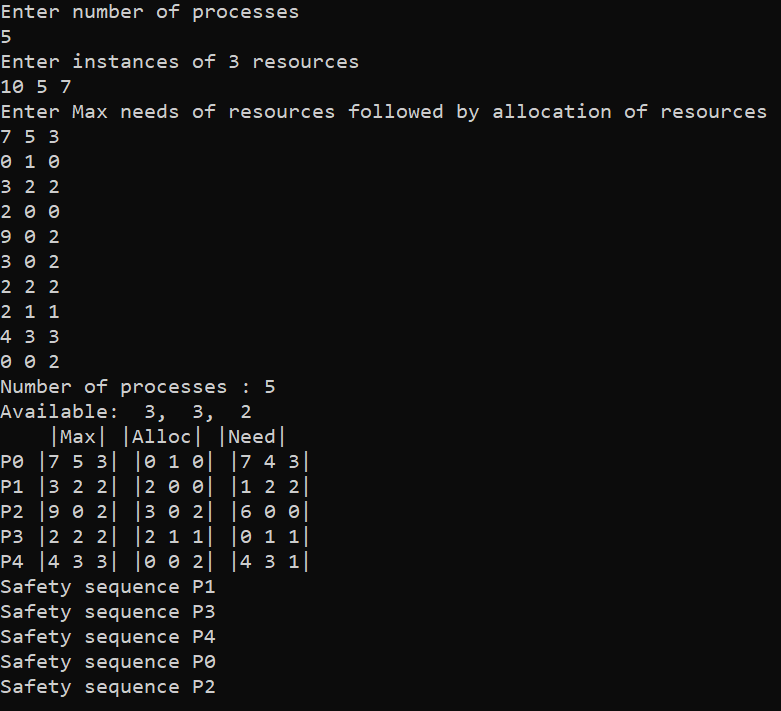 Enter number of processes
5
Enter instances of 3 resources
10 5 7
Enter Max needs of resources followed by allocation of resources
7 5 3
0 1 0
3 2 2
2 0 0
9 0 2
3 0 2
2 2 2
2 1 1
4 3 3
0 0 2
Number of processes : 5
Available:  3,  3,  2
    |Max| |Alloc| |Need|
P0 |7 5 3| |0 1 0| |7 4 3|
P1 |3 2 2| |2 0 0| |1 2 2|
P2 |9 0 2| |3 0 2| |6 0 0|
P3 |2 2 2| |2 1 1| |0 1 1|
P4 |4 3 3| |0 0 2| |4 3 1|
Safety sequence P1
Safety sequence P3
Safety sequence P4
Safety sequence P0
Safety sequence P2